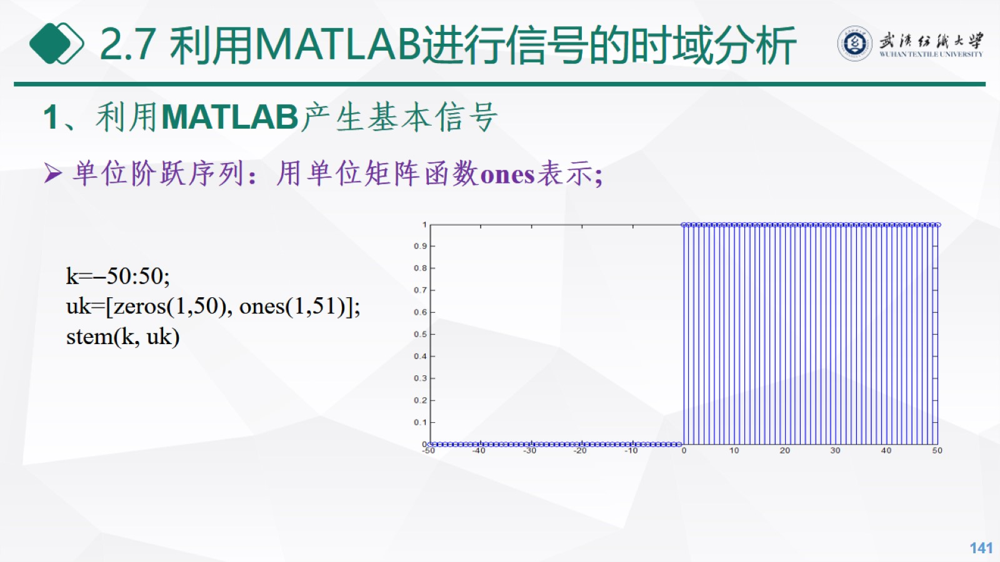 2.7 利用MATLAB进行信号的时域分析
武汉纺织大学
WUHAN TEXTILE UNIVERSITY
1、利用MATLAB产生基本信号
➢ 单位阶跃序列：用单位矩阵函数ones表示;
k=−50:50;
uk=[zeros(1,50), ones(1,51)];
stem(k, uk)
1
0.9
0.8
0.7
0.6
0.5
0.4
0.3
0.2
0.1
0
-50 -40 -30 -20 -10 0 10 20 30 40 50
141